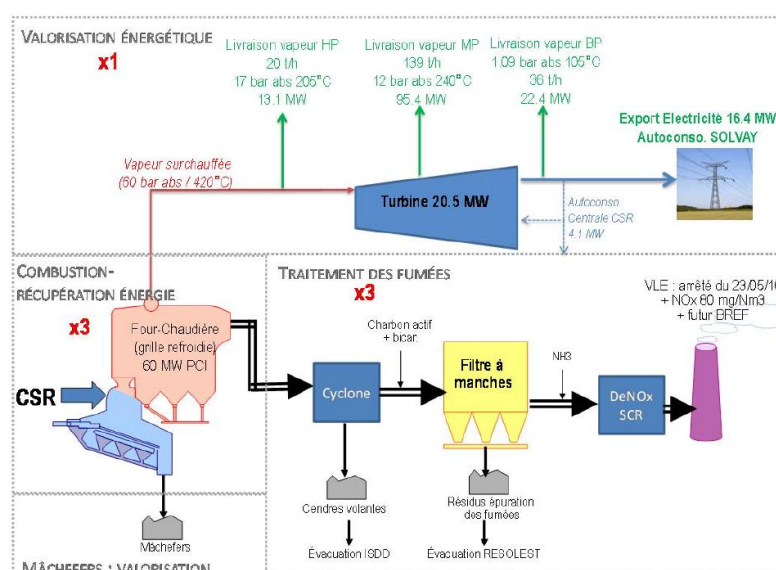 VALORISATION ÉNERGÉTIQUE
x1
Livraison vapeur HP
20 t/h
17 bar abs 205°C
13.1 MW
Livraison vapeur MP
139 t/h
12 bar abs 240°C
95.4 MW
Livraison vapeur BP
1.09 bar abs 105°C
36 t/h
22.4 MW
Export Electricité 16.4 MW
Autoconso. SOLVAY
Vapeur surchauffée
(60 bar abs / 420°C)
Turbine 20.5 MW
Autoconso.
Centrale CSR
4.1 MW
COMBUSTION-
RÉCUPÉRATION ÉNERGIE
x3
Four-Chaudière
(grille refroidie)
60 MW PCI
CSR
Mâchefers
TRAITEMENT DES FUMÉES
x3
Charbon actif
+ bicar.
Cyclone
Filtre à
manches
NH3
DeNOx
SCR
VLE : arrêté du 23/05/16
+ NOx 80 mg/Nm3
+ futur BREF
Cendres volantes
Évacuation ISDD
Résidus épuration
des fumées
Évacuation RESOLEST
MÂCHEFERS : VALORISATION